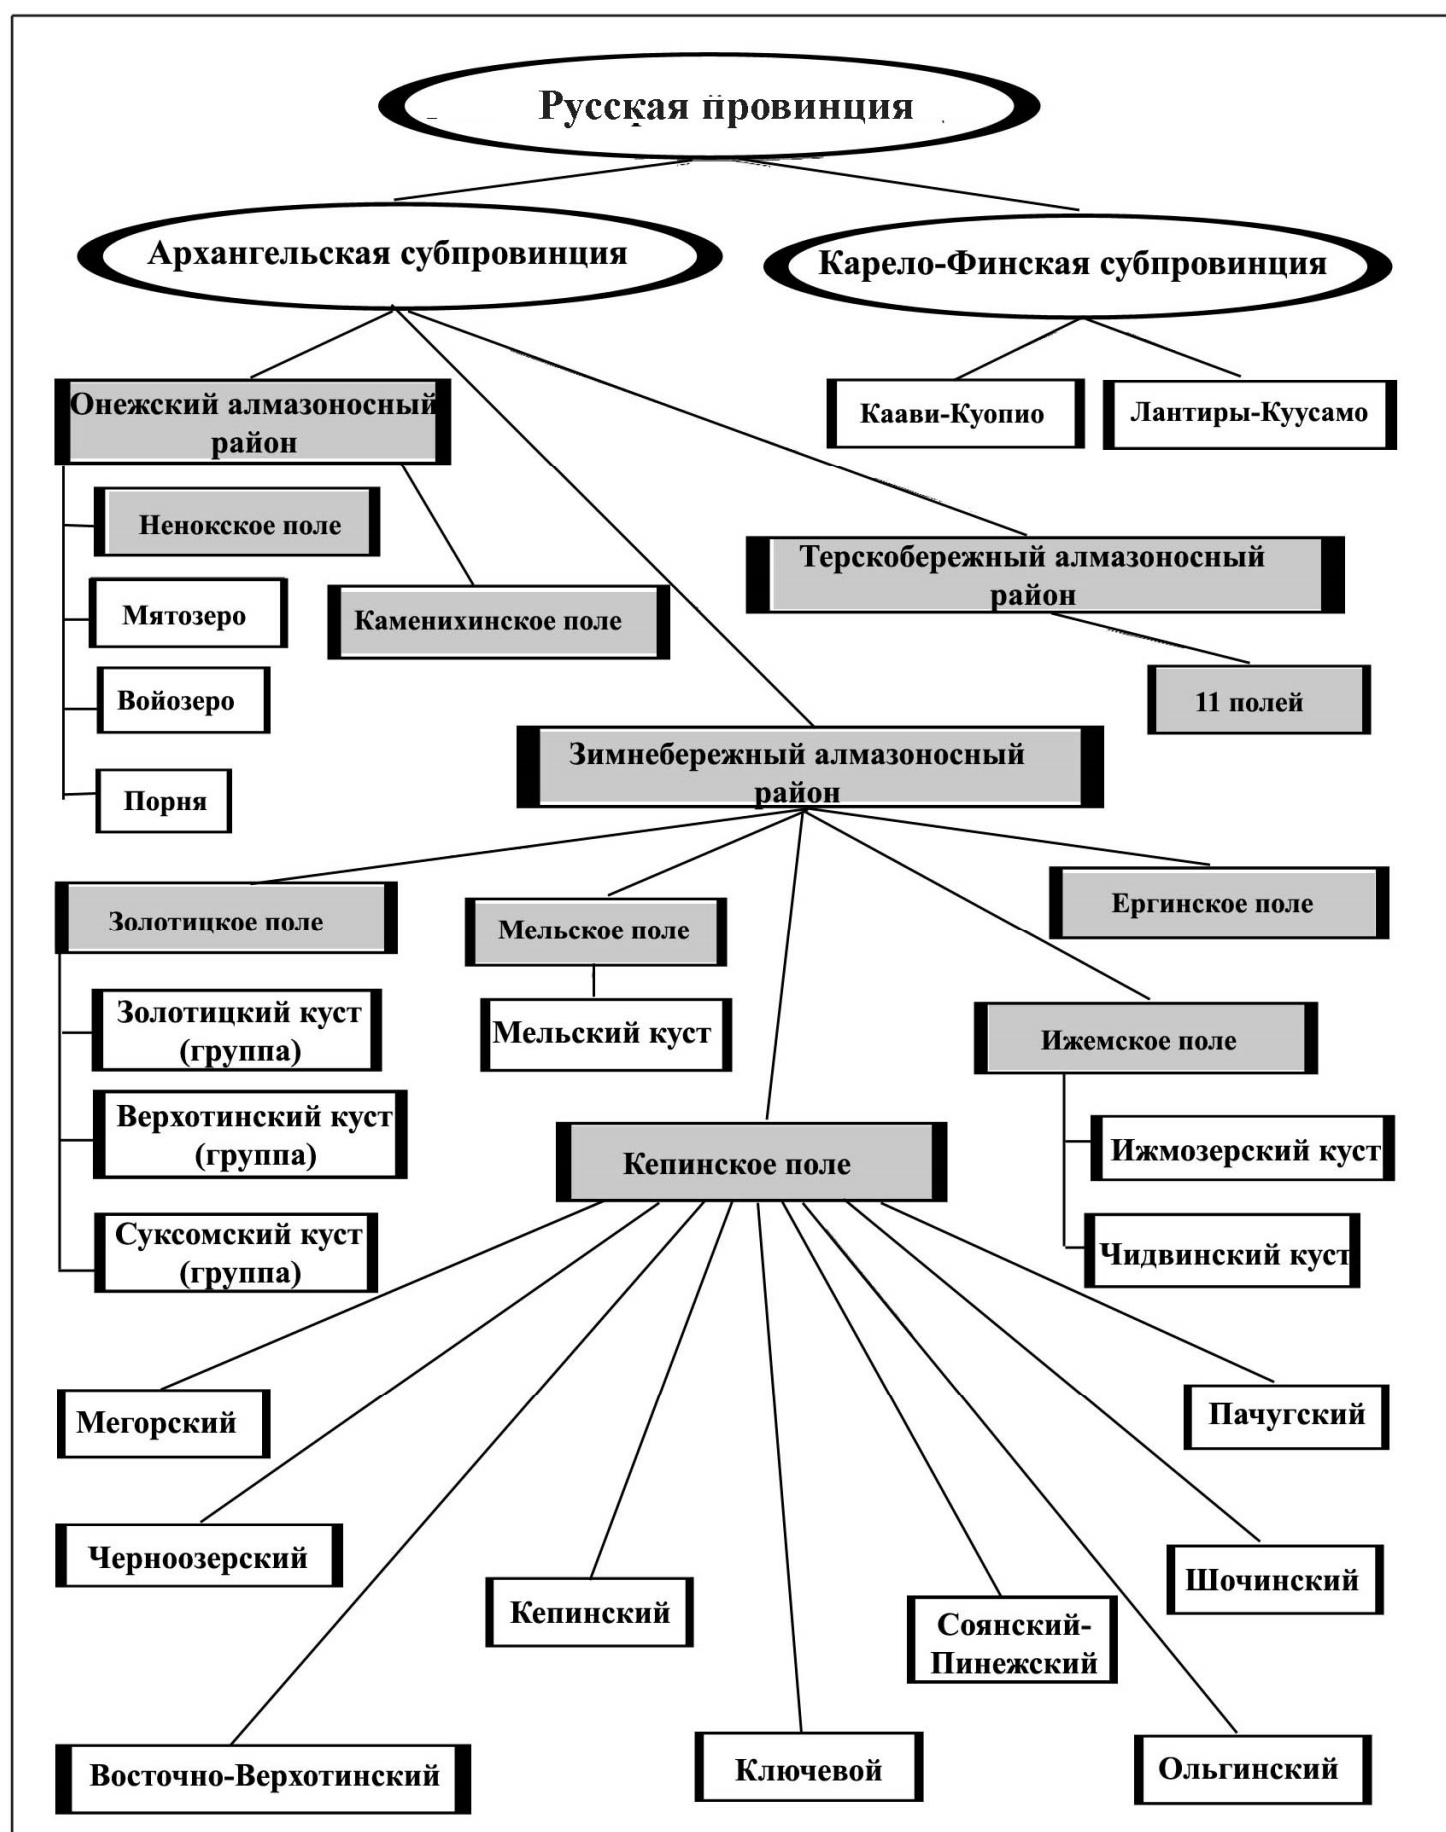 Русская провинция
Архангельская субпровинция
Карело-Финская субпровинция
Онежский алмазоносный
район
Каави-Куопио
Лантиры-Куусамо
Ненокское поле
Мятозеро
Каменихинское поле
Войозеро
Порня
Терскобережный алмазоносный
район
11 полей
Зимнебережный алмазоносный
район
Золотицкое поле
Мельское поле
Ергинское поле
Золотицкий куст
(группа)
Верхотинский куст
(группа)
Суксомский куст
(группа)
Мельский куст
Ижемское поле
Ижмозерский куст
Чидвинский куст
Кепинское поле
Мегорский
Пачугский
Черноозерский
Кепинский
Соянский-
Пинежский
Шочинский
Восточно-Верхотинский
Ключевой
Ольгинский